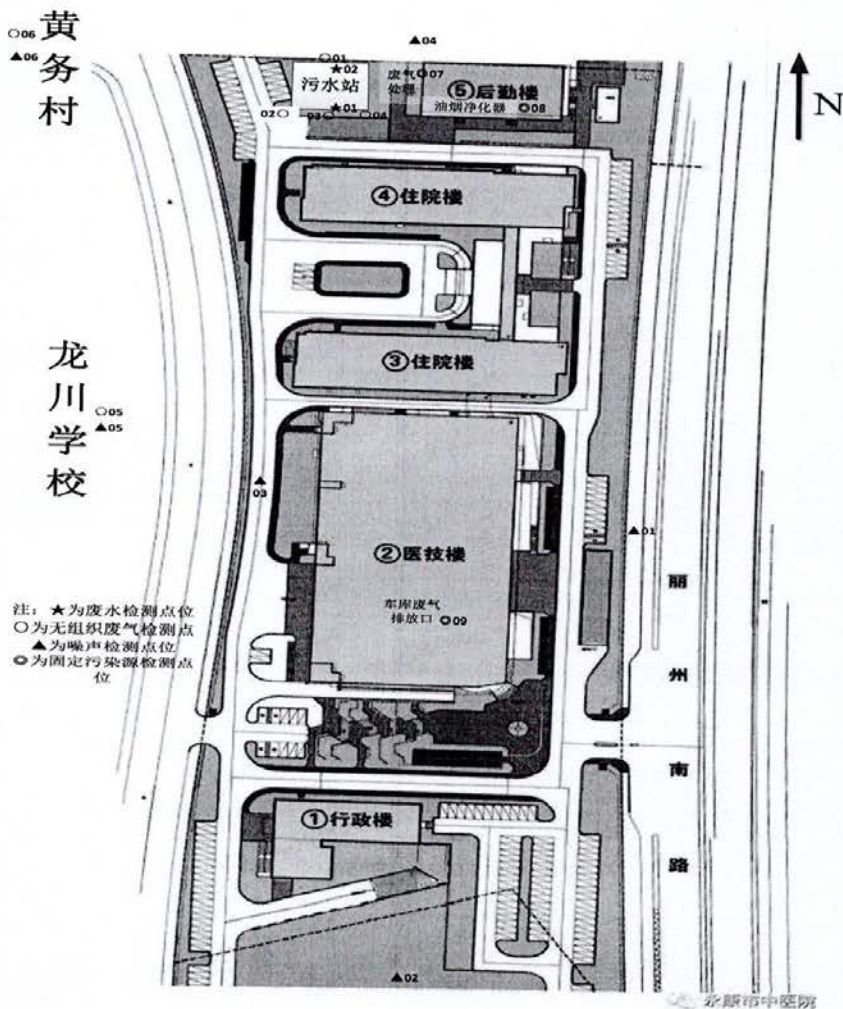 黄务村
○06
▲06
▲04
○01
★02
污水站
★01
02○
03○
○04
废气○07
处理
⑤后勤楼
油烟净化器 ◎08
N
④住院楼
③住院楼
龙川学校
○05
▲05
▲03
②医技楼
▲01
车库废气
排放口◎09
注：★为废水检测点位
○为无组织废气检测点
▲为噪声检测点位
◎为固定污染源检测点
位
丽州南路
①行政楼
▲02
中医院